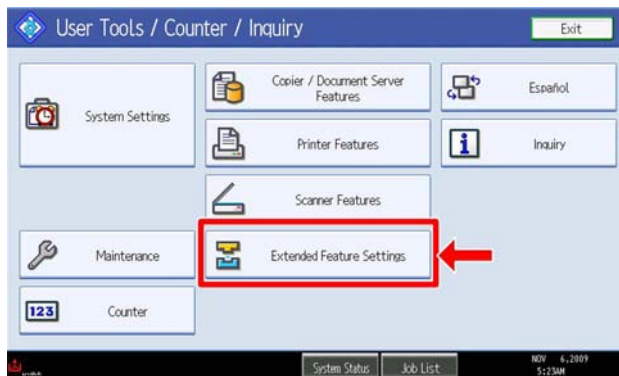 User Tools / Counter / Inquiry
Exit
System Settings
Copier / Document Server
Features
Español
Printer Features
Inquiry
Scanner Features
Maintenance
Extended Feature Settings
123
Counter
System Status
Job List
NOV 6,2009
5:23AM